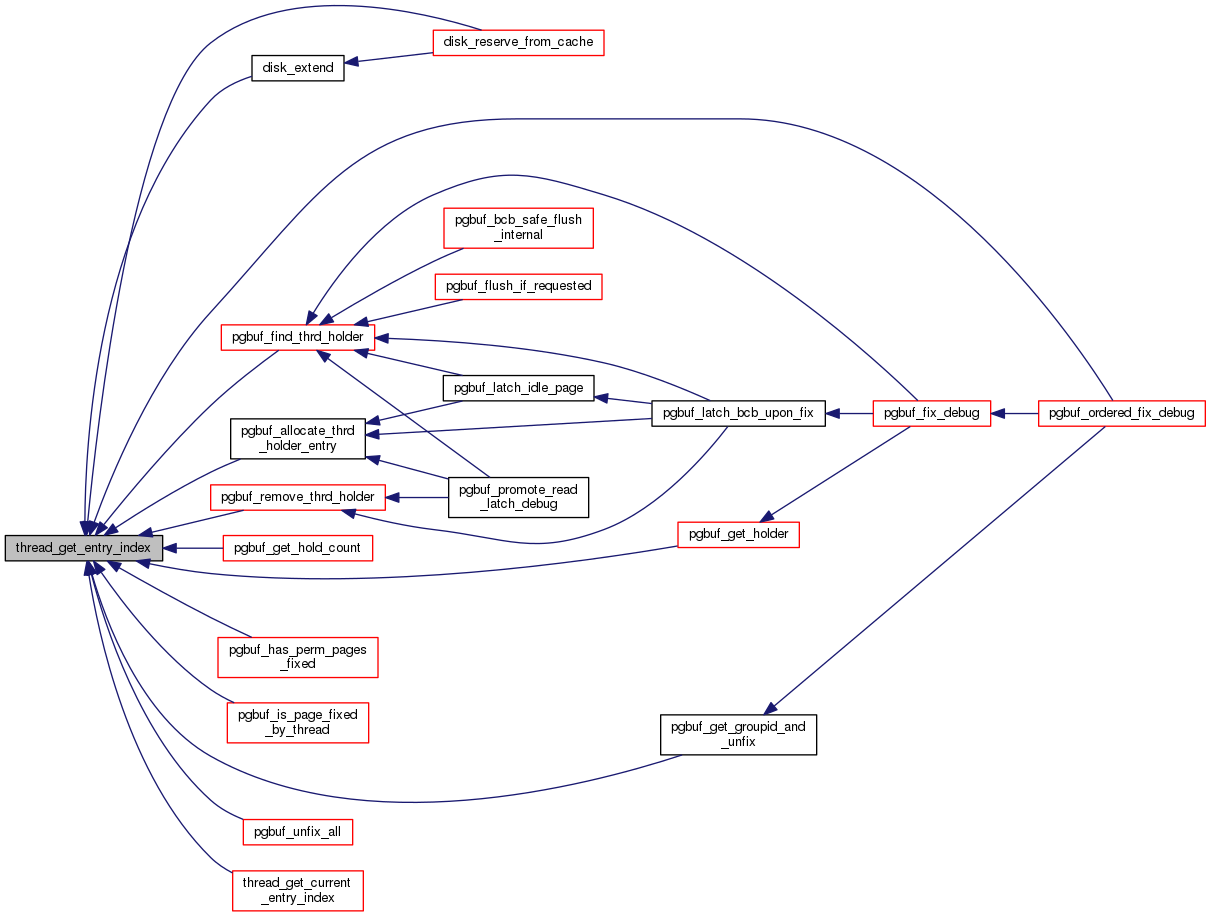 disk_reserve_from_cache
disk_extend
pgbuf_bcb_safe_flush
_internal
pgbuf_flush_if_requested
pgbuf_find_thrd_holder
pgbuf_latch_idle_page
pgbuf_latch_bcb_upon_fix
pgbuf_fix_debug
pgbuf_ordered_fix_debug
pgbuf_allocate_thrd
_holder_entry
pgbuf_remove_thrd_holder
pgbuf_promote_read
_latch_debug
pgbuf_get_holder
thread_get_entry_index
pgbuf_get_hold_count
pgbuf_has_perm_pages
_fixed
pgbuf_is_page_fixed
_by_thread
pgbuf_get_groupid_and
_unfix
pgbuf_unfix_all
thread_get_current
_entry_index